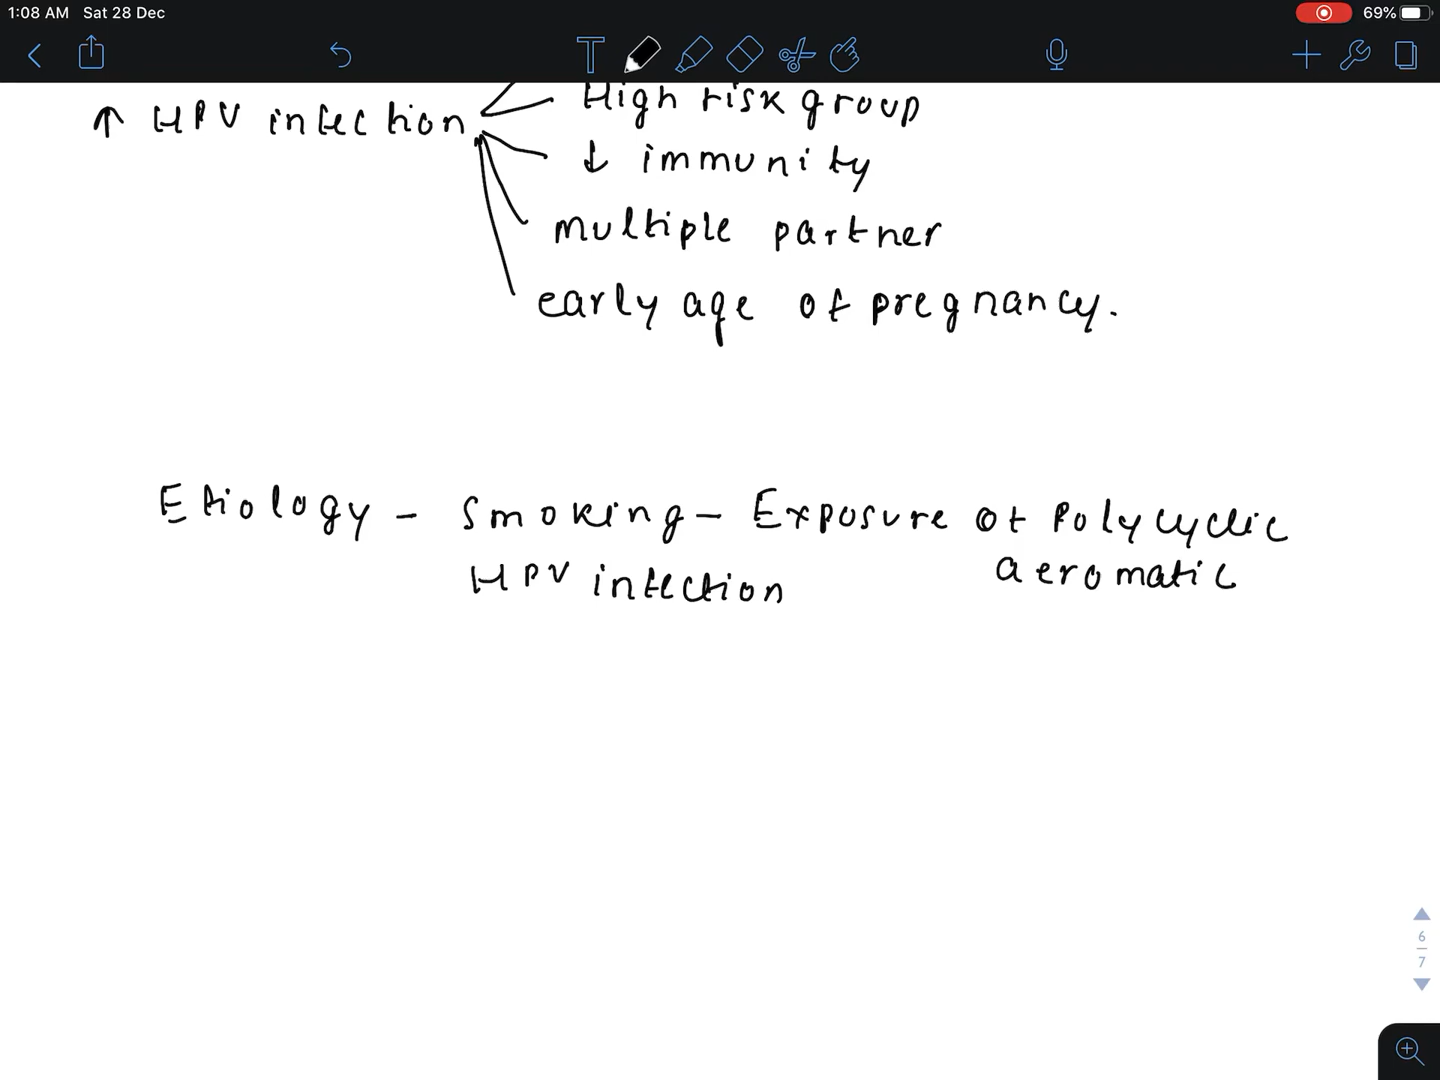 1:08 AM Sat 28 Dec
69%
High risk group
↑ HPV infection
↓ immunity
multiple partner
early age of pregnancy.
Etiology - Smoking - Exposure of Polycyclic
HPV infection aeromatic
6
7